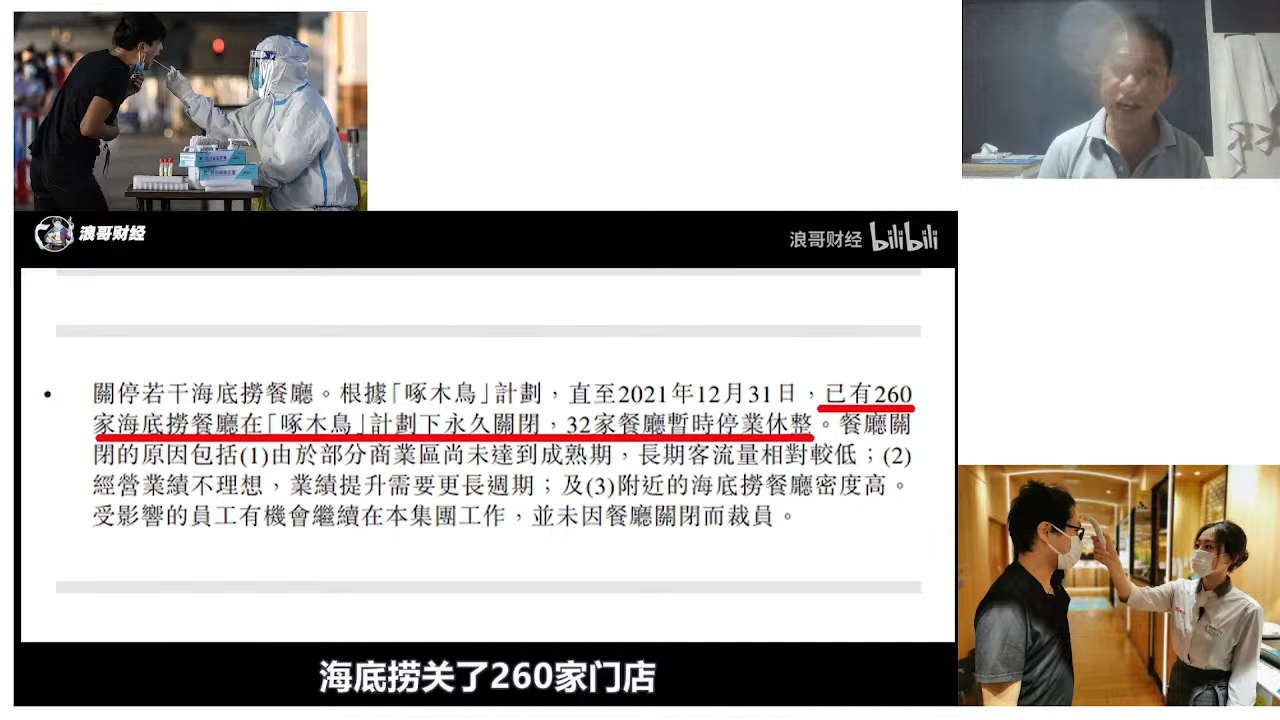 浪哥财经
浪哥财经 bilibili
• 關停若干海底撈餐廳。根據「啄木鳥」計劃，直至2021年12月31日，已有260
家海底撈餐廳在「啄木鳥」計劃下永久關閉，32家餐廳暫時停業休整。餐廳關
閉的原因包括(1)由於部分商業區尚未達到成熟期，長期客流量相對較低；(2)
經營業績不理想，業績提升需要更長週期；及(3)附近的海底撈餐廳密度高。
受影響的員工有機會繼續在本集團工作，並未因餐廳關閉而裁員。
海底捞关了260家门店